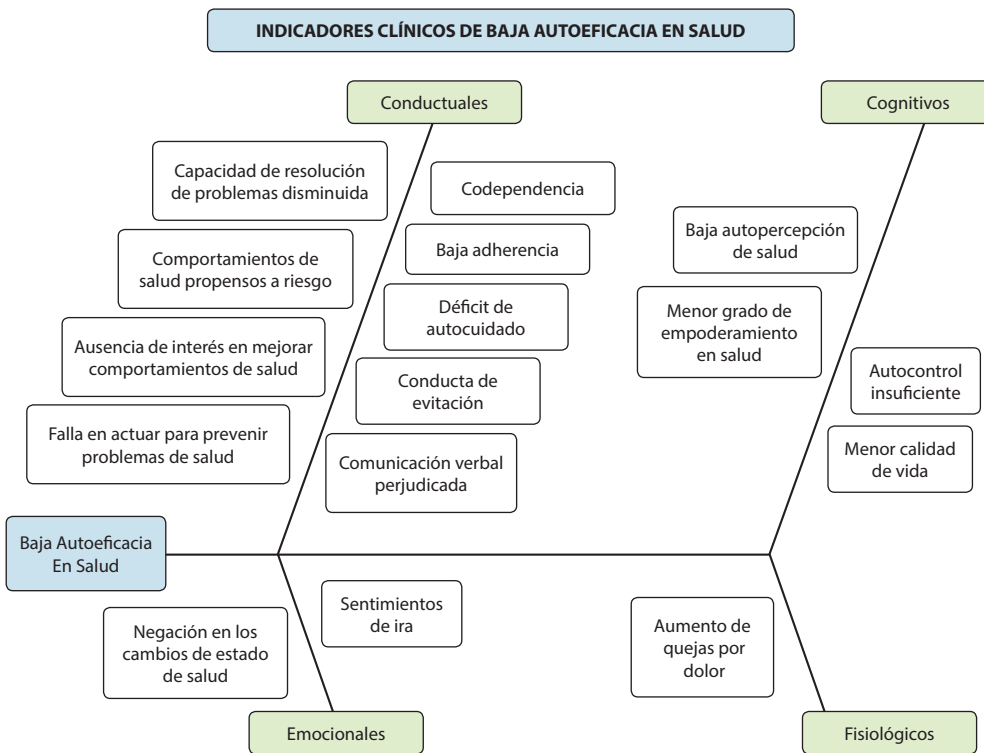 INDICADORES CLÍNICOS DE BAJA AUTOEFICACIA EN SALUD
Conductuales
Cognitivos
Capacidad de resolución
de problemas disminuida
Codependencia
Comportamientos de
salud propensos a riesgo
Baja adherencia
Ausencia de interés en mejorar
comportamientos de salud
Déficit de
autocuidado
Falla en actuar para prevenir
problemas de salud
Conducta de
evitación
Comunicación verbal
perjudicada
Baja autopercepción
de salud
Menor grado de
empoderamiento
en salud
Autocontrol
insuficiente
Menor calidad
de vida
Baja Autoeficacia
En Salud
Negación en los
cambios de estado
de salud
Sentimientos
de ira
Aumento de
quejas por
dolor
Emocionales
Fisiológicos